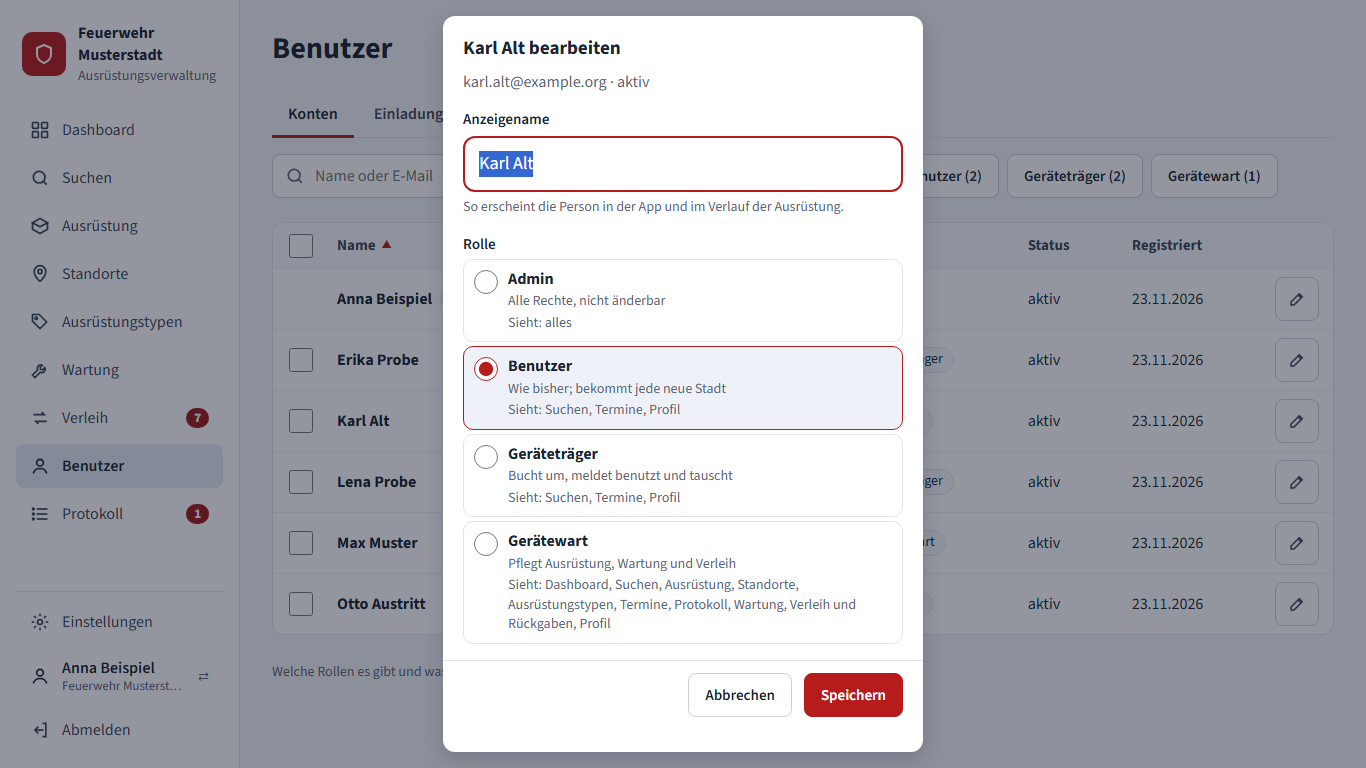 Feuerwehr
Musterstadt
Ausrüstungsverwaltung
Dashboard
Suchen
Ausrüstung
Standorte
Ausrüstungstypen
Wartung
Verleih 7
Benutzer
Protokoll 1
Einstellungen
Anna Beispiel
Feuerwehr Musterst…
Abmelden
Benutzer
Konten
Name oder E-Mail
Geräteträger (2)
Gerätewart (1)
Name Status Registriert
Anna Beispiel aktiv 23.11.2026
Erika Probe aktiv 23.11.2026
Karl Alt aktiv 23.11.2026
Lena Probe aktiv 23.11.2026
Max Muster aktiv 23.11.2026
Otto Austritt aktiv 23.11.2026
Welche Rollen es gibt und
Karl Alt bearbeiten
karl.alt@example.org · aktiv
Anzeigename
Karl Alt
So erscheint die Person in der App und im Verlauf der Ausrüstung.
Rolle
Admin
Alle Rechte, nicht änderbar
Sieht: alles
Benutzer
Wie bisher; bekommt jede neue Stadt
Sieht: Suchen, Termine, Profil
Geräteträger
Bucht um, meldet benutzt und tauscht
Sieht: Suchen, Termine, Profil
Gerätewart
Pflegt Ausrüstung, Wartung und Verleih
Sieht: Dashboard, Suchen, Ausrüstung, Standorte,
Ausrüstungstypen, Termine, Protokoll, Wartung, Verleih und
Rückgaben, Profil
Abbrechen
Speichern